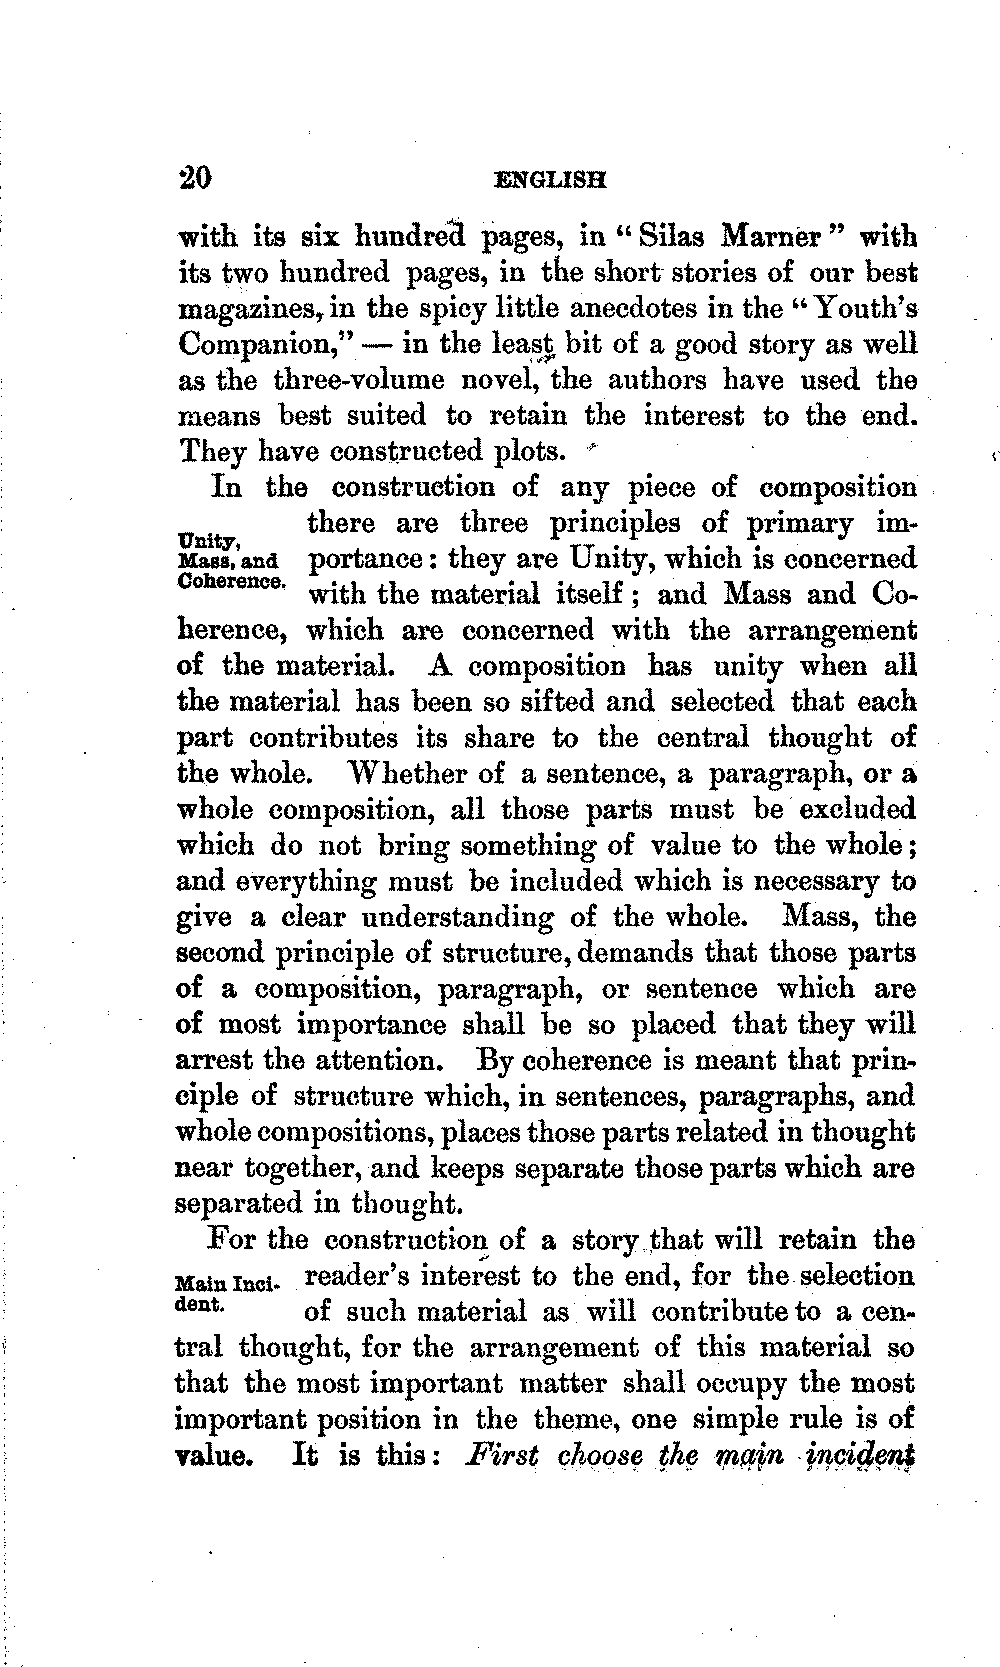 20 ENGLISH
with its six hundred pages, in “ Silas Marner ” with
its two hundred pages, in the short stories of our best
magazines, in the spicy little anecdotes in the “ Youth’s
Companion,” — in the least bit of a good story as well
as the three-volume novel, the authors have used the
means best suited to retain the interest to the end.
They have constructed plots.
In the construction of any piece of composition
Unity,
Mass, and
Coherence.
there are three principles of primary im-
portance : they are Unity, which is concerned
with the material itself ; and Mass and Co-
herence, which are concerned with the arrangement
of the material. A composition has unity when all
the material has been so sifted and selected that each
part contributes its share to the central thought of
the whole. Whether of a sentence, a paragraph, or a
whole composition, all those parts must be excluded
which do not bring something of value to the whole ;
and everything must be included which is necessary to
give a clear understanding of the whole. Mass, the
second principle of structure, demands that those parts
of a composition, paragraph, or sentence which are
of most importance shall be so placed that they will
arrest the attention. By coherence is meant that prin-
ciple of structure which, in sentences, paragraphs, and
whole compositions, places those parts related in thought
near together, and keeps separate those parts which are
separated in thought.
For the construction of a story that will retain the
Main Inci-
dent.
reader’s interest to the end, for the selection
of such material as will contribute to a cen-
tral thought, for the arrangement of this material so
that the most important matter shall occupy the most
important position in the theme, one simple rule is of
value. It is this : First choose the main incident